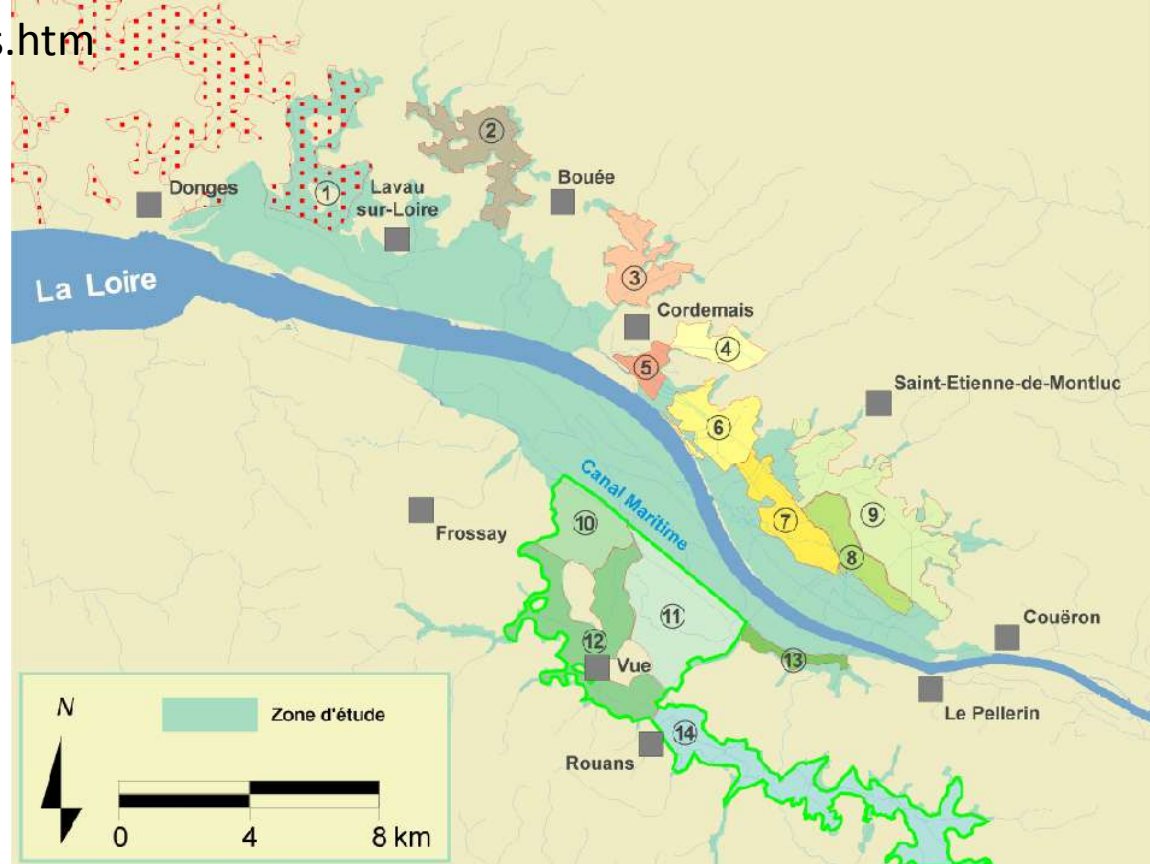 s.htm
Donges
Lavau
sur-Loire
Bouée
Cordemais
Saint-Etienne-de-Montluc
La Loire
Canal Maritime
Frossay
Vue
Rouans
Couëron
Le Pellerin
1
2
3
4
5
6
7
8
9
10
11
12
13
14
N
Zone d'étude
0 4 8 km